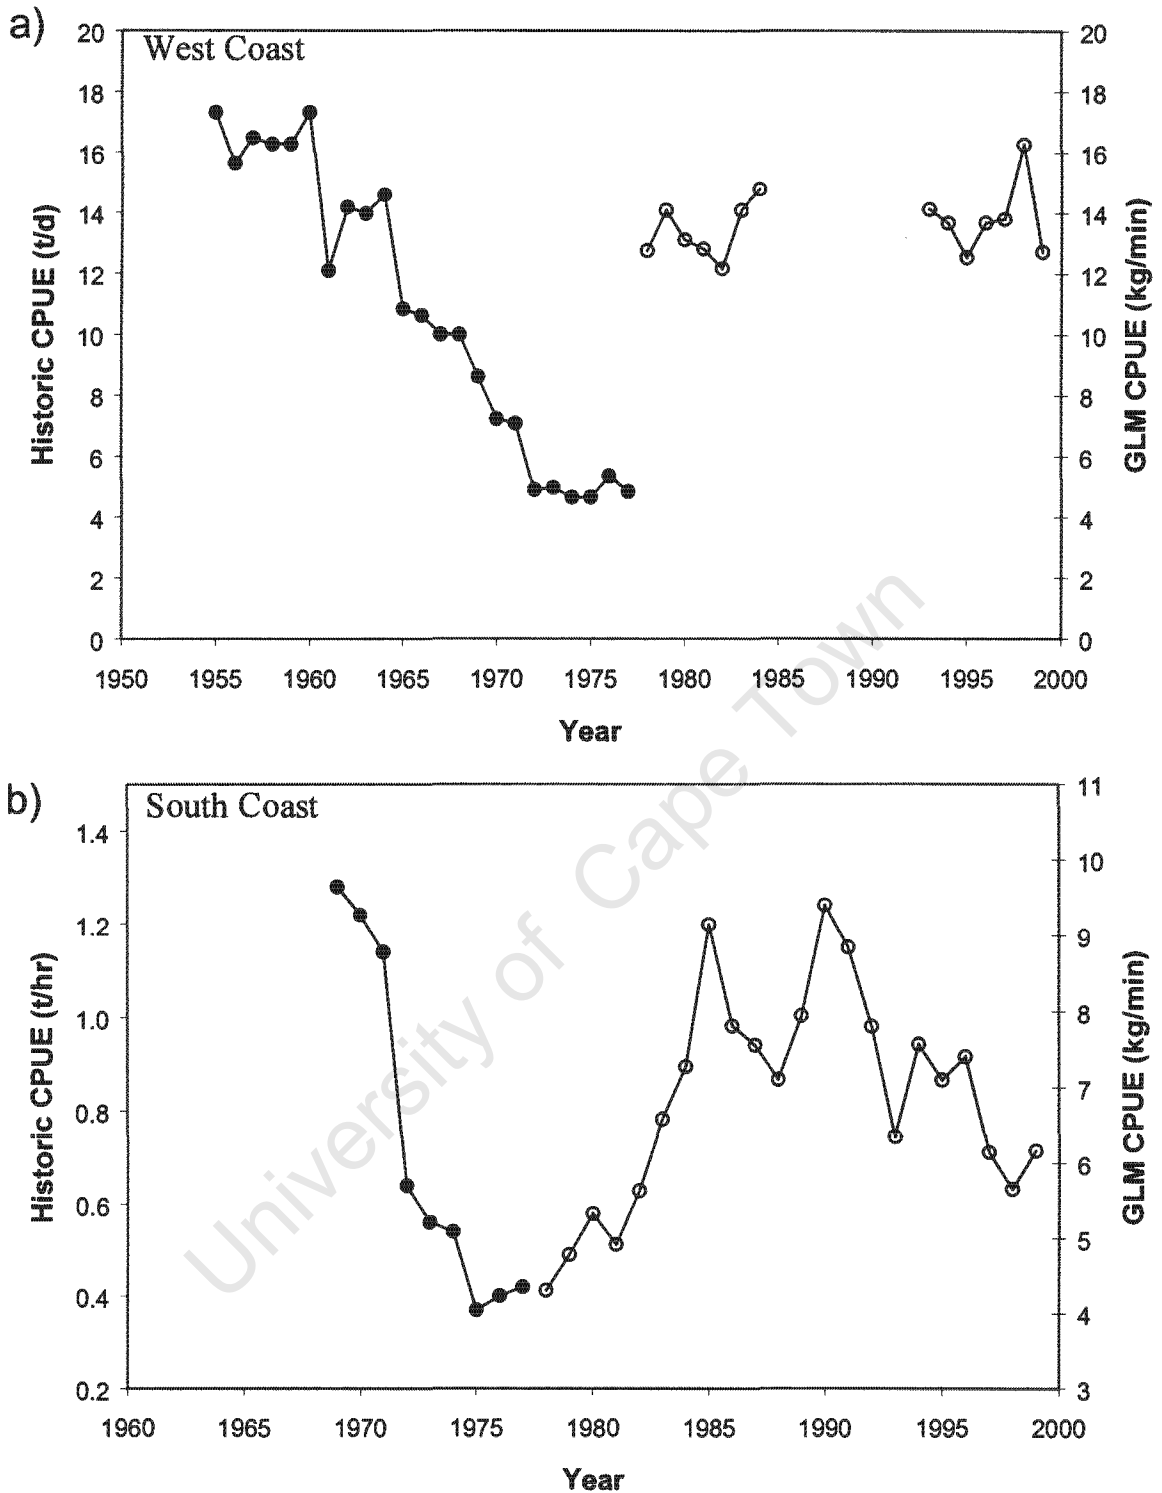 a)
West Coast
20
18
16
14
12
10
8
6
4
2
0
Historic CPUE (t/d)
20
18
16
14
12
10
8
6
4
2
0
GLM CPUE (kg/min)
1950 1955 1960 1965 1970 1975 1980 1985 1990 1995 2000
Year
b)
South Coast
1.4
1.2
1.0
0.8
0.6
0.4
0.2
Historic CPUE (t/hr)
11
10
9
8
7
6
5
4
3
GLM CPUE (kg/min)
1960 1965 1970 1975 1980 1985 1990 1995 2000
Year
University of Cape Town